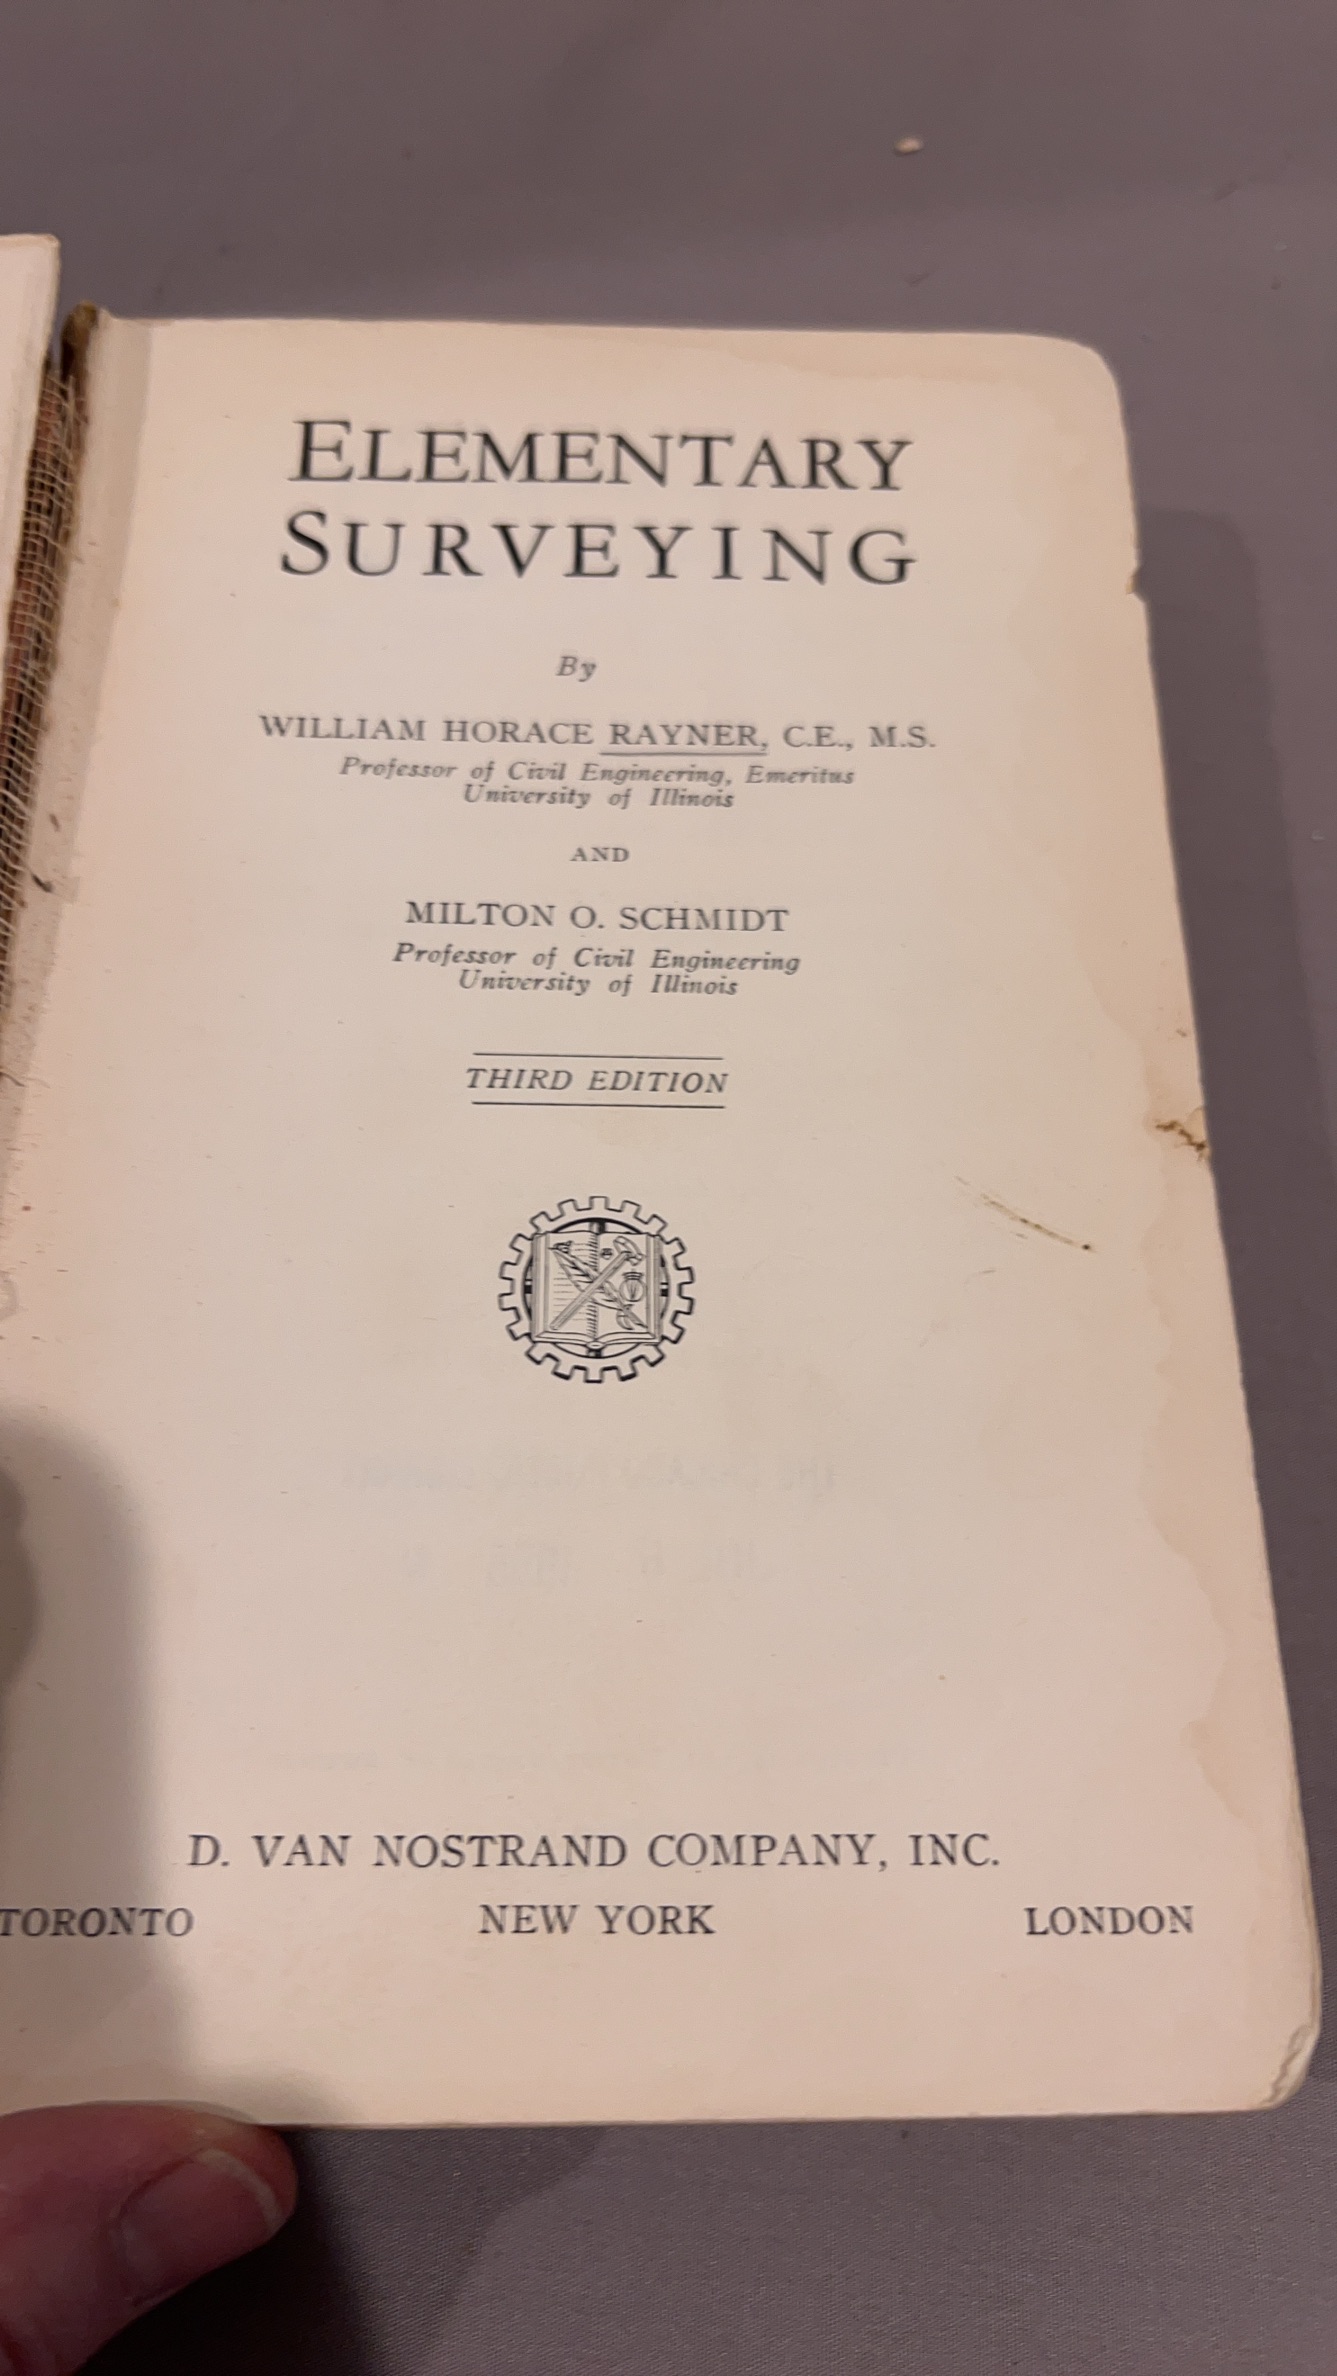 ELEMENTARY
SURVEYING
By
WILLIAM HORACE RAYNER, C.E., M.S.
Professor of Civil Engineering, Emeritus
University of Illinois
AND
MILTON O. SCHMIDT
Professor of Civil Engineering
University of Illinois
THIRD EDITION
D. VAN NOSTRAND COMPANY, INC.
TORONTO NEW YORK LONDON